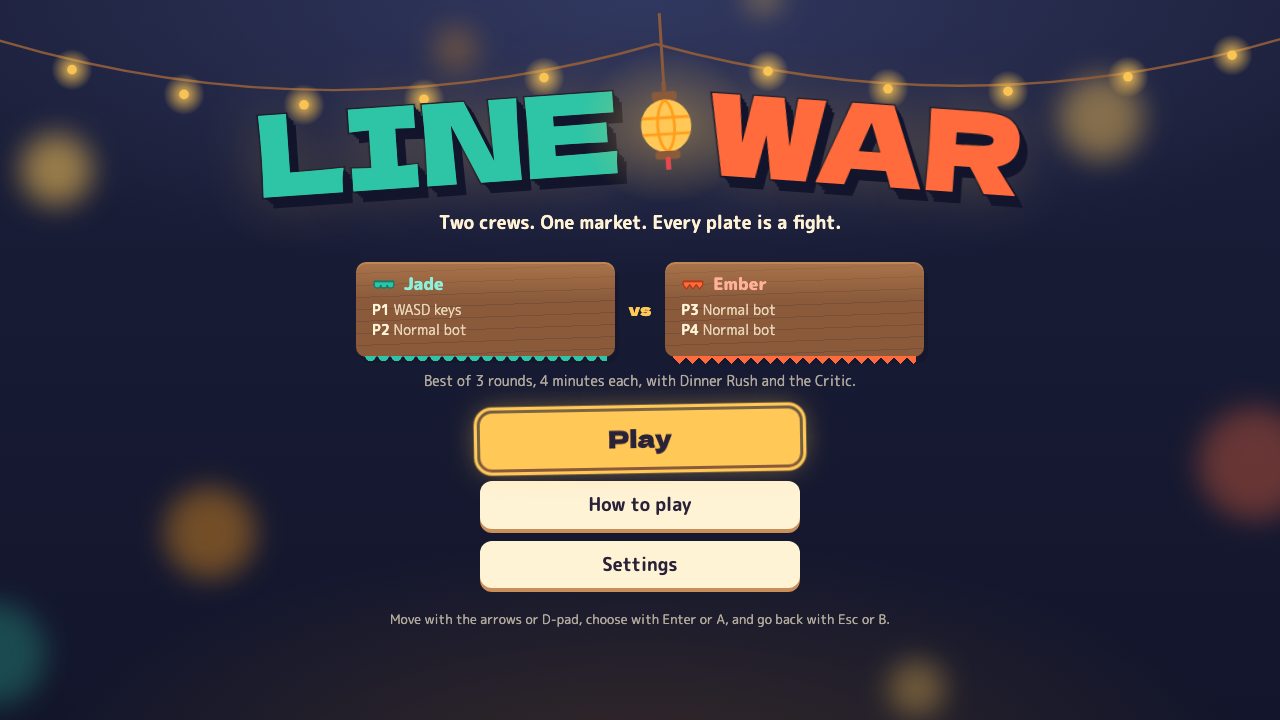 LINE WAR
Two crews. One market. Every plate is a fight.
Jade
P1 WASD keys
P2 Normal bot
vs
Ember
P3 Normal bot
P4 Normal bot
Best of 3 rounds, 4 minutes each, with Dinner Rush and the Critic.
Play
How to play
Settings
Move with the arrows or D-pad, choose with Enter or A, and go back with Esc or B.